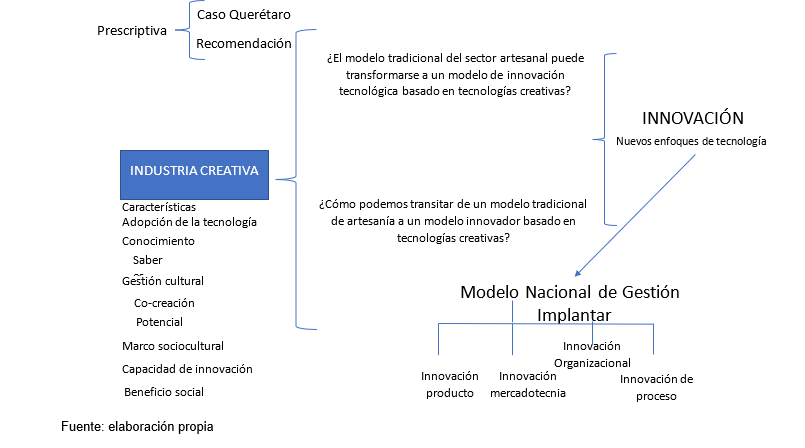 Prescriptiva
Caso Querétaro
Recomendación
¿El modelo tradicional del sector artesanal puede
transformarse a un modelo de innovación
tecnológica basado en tecnologías creativas?
INNOVACIÓN
Nuevos enfoques de tecnología
INDUSTRIA CREATIVA
Características
Adopción de la tecnología
Conocimiento
Saber
Gestión cultural
Co-creación
Potencial
Marco sociocultural
Capacidad de innovación
Beneficio social
¿Cómo podemos transitar de un modelo tradicional
de artesanía a un modelo innovador basado en
tecnologías creativas?
Modelo Nacional de Gestión
Implantar
Innovación
producto
Innovación
mercadotecnia
Innovación
Organizacional
Innovación de
proceso
Fuente: elaboración propia